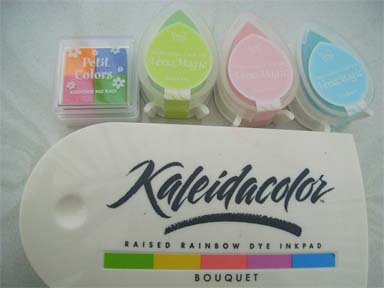 Petit
Colors
VersaMagic
VersaMagic
VersaMagic
Kaleidacolor
RAISED RAINBOW DYE INKPAD
BOUQUET